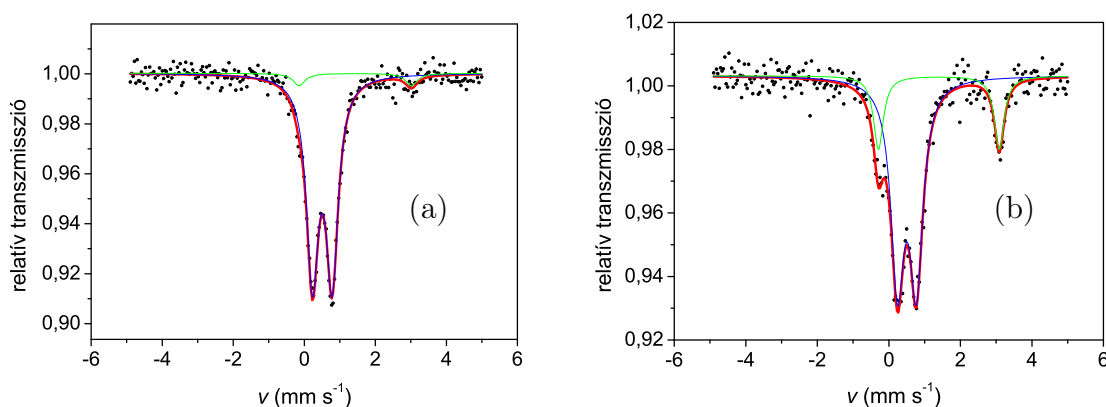 1,00
0,98
0,96
0,94
0,92
0,90
relatív transzmisszió
(a)
-6 -4 -2 0 2 4 6
v (mm s⁻¹)
1,02
1,00
0,98
0,96
0,94
0,92
relatív transzmisszió
(b)
-6 -4 -2 0 2 4 6
v (mm s⁻¹)